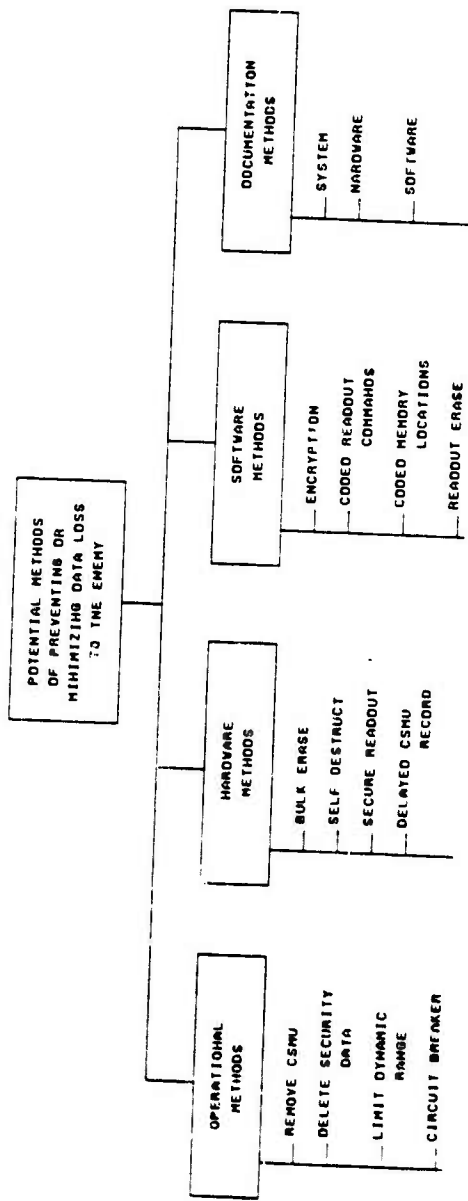 POTENTIAL METHODS
OF PREVENTING OR
MIHIMIZIHG DATA LOSS
TO THE ENEMY
OPERATIONAL
METHODS
REMOVE CSMU
DELETE SECURITY
DATA
LIMIT DYNAMIC
RANGE
CIRCUIT BREAKER
HARDWARE
METHODS
BULK ERASE
SELF DESTRUCT
SECURE READOUT
DELAYED CSMU
RECORD
SOFTWARE
METHODS
ENCRYPTION
CODED READOUT
COMMANDS
CODED MEMORY
LOCATIONS
READOUT ERASE
DOCUMENTATION
METHODS
SYSTEM
HARDWARE
SOFTWARE